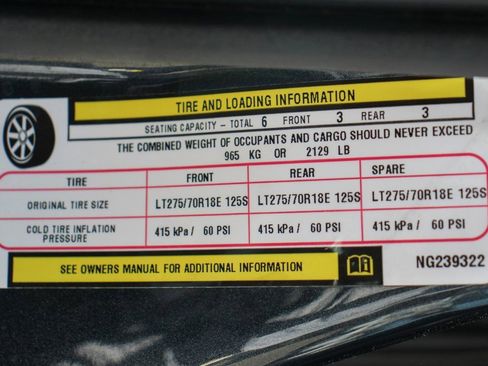 TIRE AND LOADING INFORMATION
SEATING CAPACITY - TOTAL 6 FRONT 3 REAR 3
THE COMBINED WEIGHT OF OCCUPANTS AND CARGO SHOULD NEVER EXCEED
965 KG OR 2129 LB
TIRE FRONT REAR SPARE
ORIGINAL TIRE SIZE LT275/70R18E 125S LT275/70R18E 125S LT275/70R18E 125S
COLD TIRE INFLATION PRESSURE 415 kPa / 60 PSI 415 kPa / 60 PSI 415 kPa / 60 PSI
SEE OWNERS MANUAL FOR ADDITIONAL INFORMATION NG239322